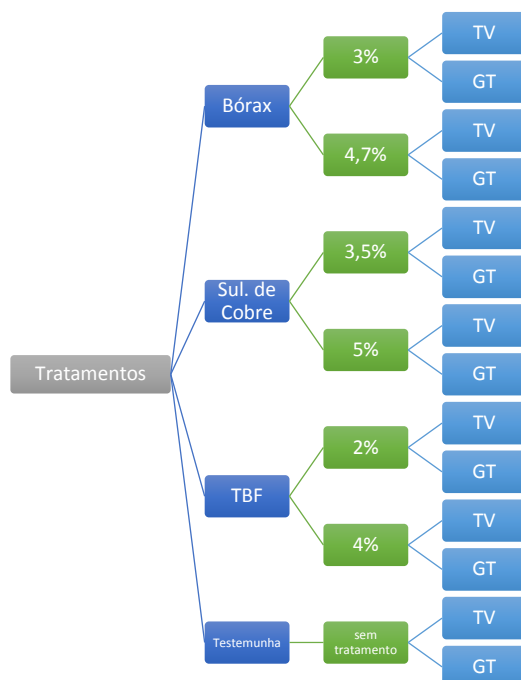 Tratamentos
Bórax
3%
TV
GT
4,7%
TV
GT
Sul. de
Cobre
3,5%
TV
GT
5%
TV
GT
TBF
2%
TV
GT
4%
TV
GT
Testemunha
sem
tratamento
TV
GT